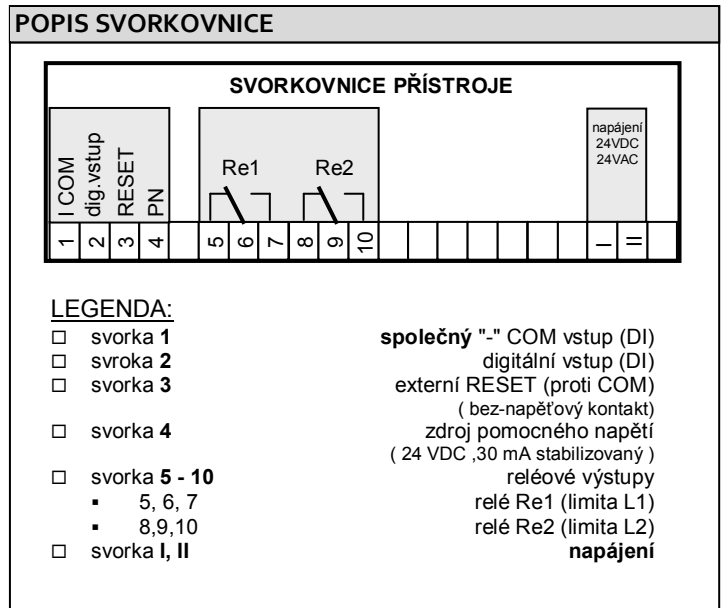 POPIS SVORKOVNICE
SVORKOVNICE PŘÍSTROJE
I COM
dig.vstup
RESET
PN
Re1
Re2
napájení
24VDC
24VAC
1 2 3 4 5 6 7 8 9 10 I II
LEGENDA:
□ svorka 1 společný "-" COM vstup (DI)
□ svroka 2 digitální vstup (DI)
□ svorka 3 externí RESET (proti COM)
( bez-napěťový kontakt)
□ svorka 4 zdroj pomocného napětí
( 24 VDC ,30 mA stabilizovaný )
□ svorka 5 - 10 reléové výstupy
▪ 5, 6, 7 relé Re1 (limita L1)
▪ 8,9,10 relé Re2 (limita L2)
□ svorka I, II napájení